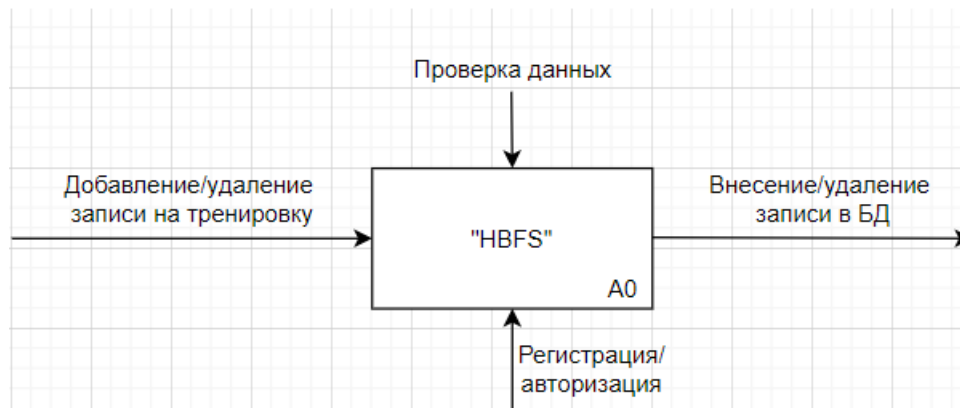 Проверка данных
Добавление/удаление
записи на тренировку
"HBFS"
A0
Внесение/удаление
записи в БД
Регистрация/
авторизация